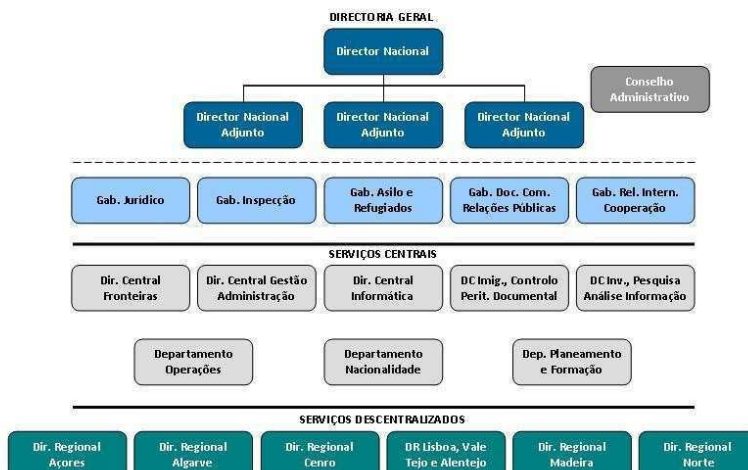 DIRECTORIA GERAL
Director Nacional
Conselho
Administrativo
Director Nacional
Adjunto
Director Nacional
Adjunto
Director Nacional
Adjunto
Gab. Jurídico
Gab. Inspecção
Gab. Asilo e
Refugiados
Gab. Doc. Com.
Relações Públicas
Gab. Rel. Intern.
Cooperação
SERVIÇOS CENTRAIS
Dir. Central
Fronteiras
Dir. Central Gestão
Administração
Dir. Central
Informática
DC Imig., Controlo
Perit. Documental
DC Inv., Pesquisa
Análise Informação
Departamento
Operações
Departamento
Nacionalidade
Dep. Planeamento
e Formação
SERVIÇOS DESCENTRALIZADOS
Dir. Regional
Açores
Dir. Regional
Algarve
Dir. Regional
Cenro
DR Lisboa, Vale
Tejo e Alentejo
Dir. Regional
Madeira
Dir. Regional
Norte